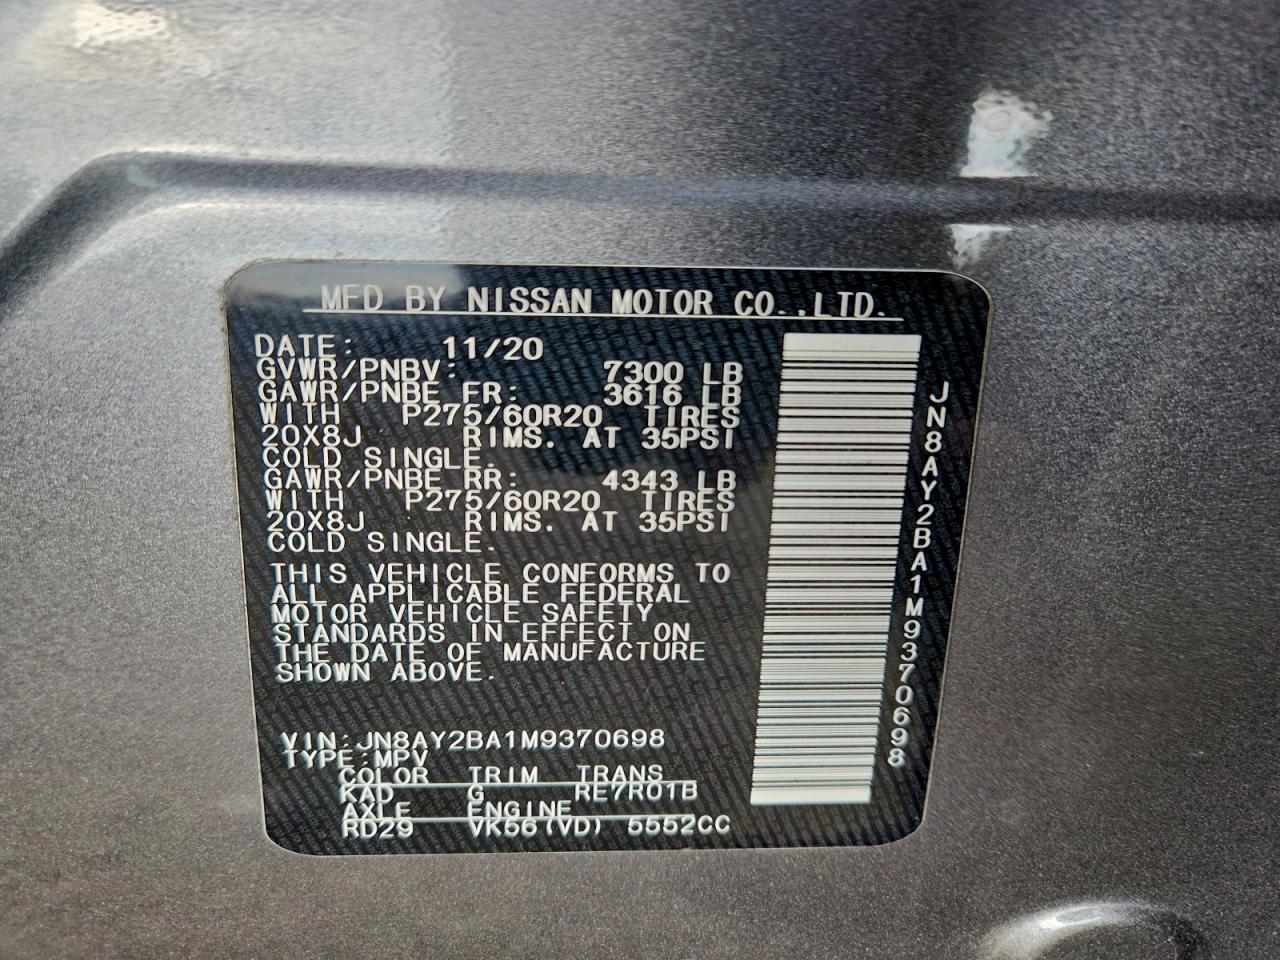 MFD BY NISSAN MOTOR CO.,LTD.
DATE: 11/20
GVWR/PNBV: 7300 LB
GAWR/PNBE FR: 3616 LB
WITH P275/60R20 TIRES
20X8J RIMS. AT 35PSI
COLD SINGLE.
GAWR/PNBE RR: 4343 LB
WITH P275/60R20 TIRES
20X8J RIMS. AT 35PSI
COLD SINGLE.
THIS VEHICLE CONFORMS TO
ALL APPLICABLE FEDERAL
MOTOR VEHICLE SAFETY
STANDARDS IN EFFECT ON
THE DATE OF MANUFACTURE
SHOWN ABOVE.
VIN:JN8AY2BA1M9370698
TYPE:MPV
COLOR TRIM TRANS
KAD G RE7R01B
AXLE ENGINE
RD29 VK56(VD) 5552CC
JN8AY2BA1M9370698